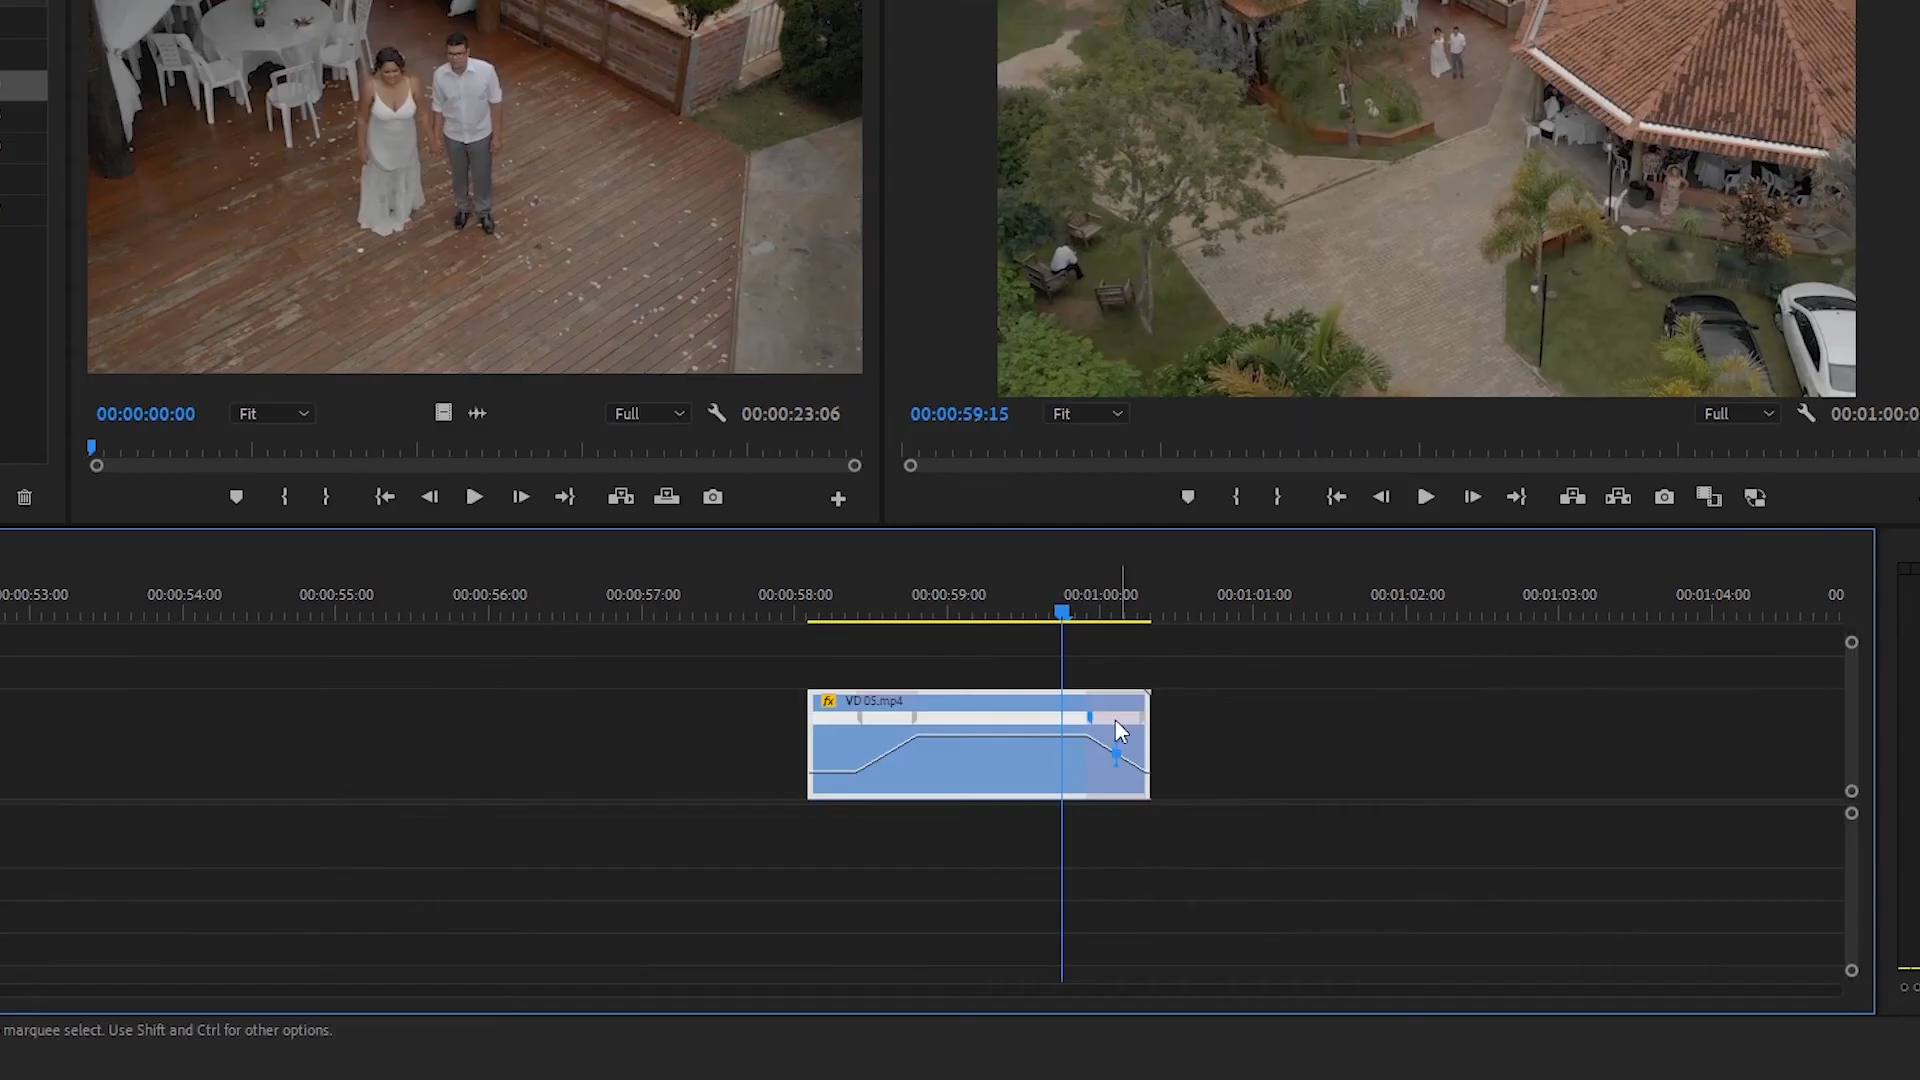 00:00:00:00 Fit Full 00:00:23:06
00:00:59:15 Fit Full 00:01:00:0
00:00:53:00 00:00:54:00 00:00:55:00 00:00:56:00 00:00:57:00 00:00:58:00 00:00:59:00 00:01:00:00 00:01:01:00 00:01:02:00 00:01:03:00 00:01:04:00 00
fx VD 05.mp4
marquee select. Use Shift and Ctrl for other options.